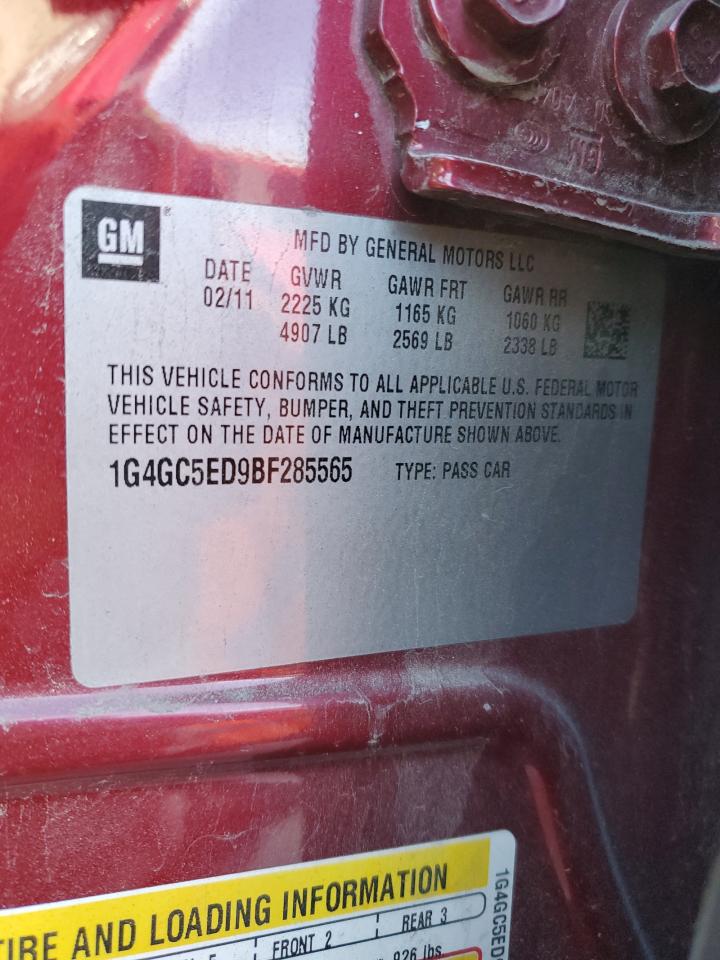 GM
MFD BY GENERAL MOTORS LLC
DATE GVWR GAWR FRT GAWR RR
02/11 2225 KG 1165 KG 1060 KG
4907 LB 2569 LB 2338 LB
THIS VEHICLE CONFORMS TO ALL APPLICABLE U.S. FEDERAL MOTOR
VEHICLE SAFETY, BUMPER, AND THEFT PREVENTION STANDARDS IN
EFFECT ON THE DATE OF MANUFACTURE SHOWN ABOVE.
1G4GC5ED9BF285565 TYPE: PASS CAR
TIRE AND LOADING INFORMATION
FRONT 2 REAR 3
926 lbs.
1G4GC5ED